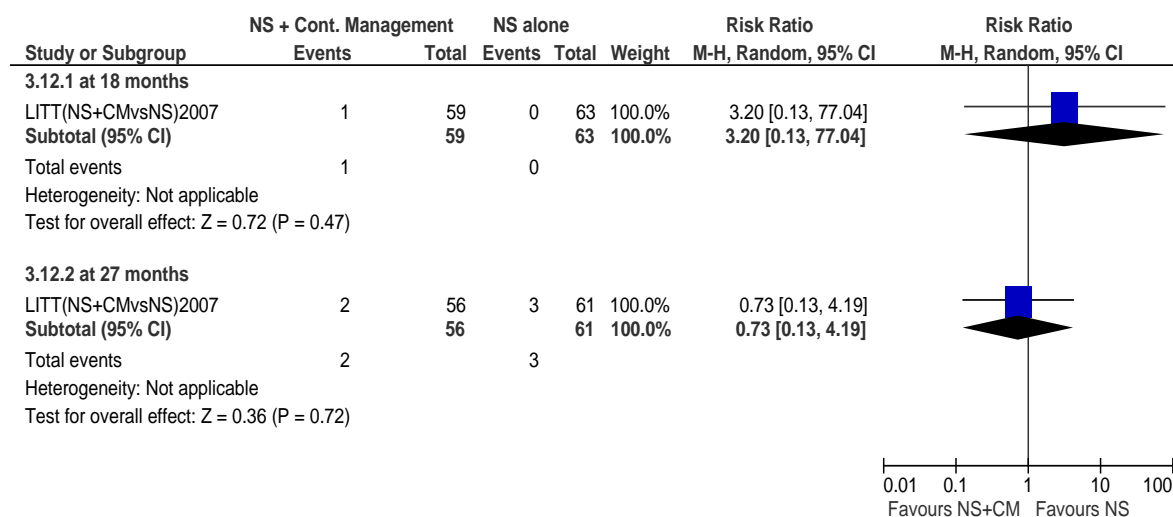 NS + Cont. Management NS alone Risk Ratio Risk Ratio
Study or Subgroup Events Total Events Total Weight M-H, Random, 95% CI M-H, Random, 95% CI
3.12.1 at 18 months
LITT(NS+CMvsNS)2007 1 59 0 63 100.0% 3.20 [0.13, 77.04]
Subtotal (95% CI) 59 63 100.0% 3.20 [0.13, 77.04]
Total events 1 0
Heterogeneity: Not applicable
Test for overall effect: Z = 0.72 (P = 0.47)
3.12.2 at 27 months
LITT(NS+CMvsNS)2007 2 56 3 61 100.0% 0.73 [0.13, 4.19]
Subtotal (95% CI) 56 61 100.0% 0.73 [0.13, 4.19]
Total events 2 3
Heterogeneity: Not applicable
Test for overall effect: Z = 0.36 (P = 0.72)
0.01 0.1 1 10 100
Favours NS+CM Favours NS